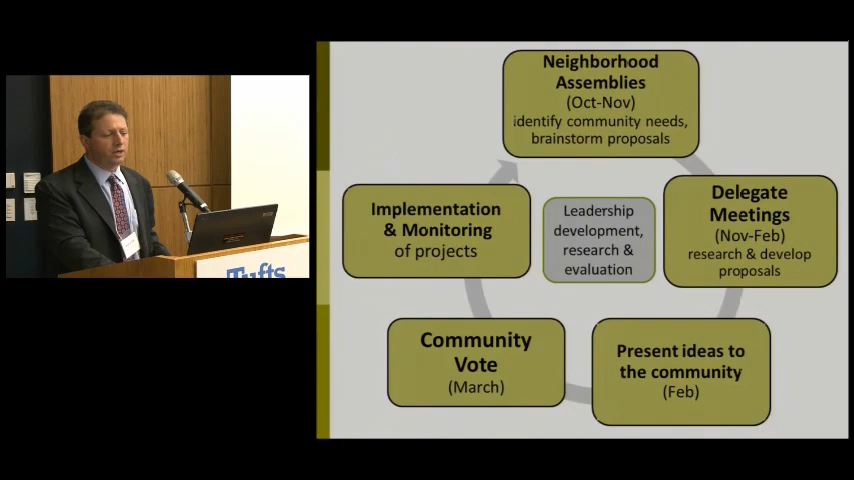 Neighborhood
Assemblies
(Oct-Nov)
identify community needs,
brainstorm proposals
Delegate
Meetings
(Nov-Feb)
research & develop
proposals
Present ideas to
the community
(Feb)
Community
Vote
(March)
Implementation
& Monitoring
of projects
Leadership
development,
research &
evaluation
Tufts